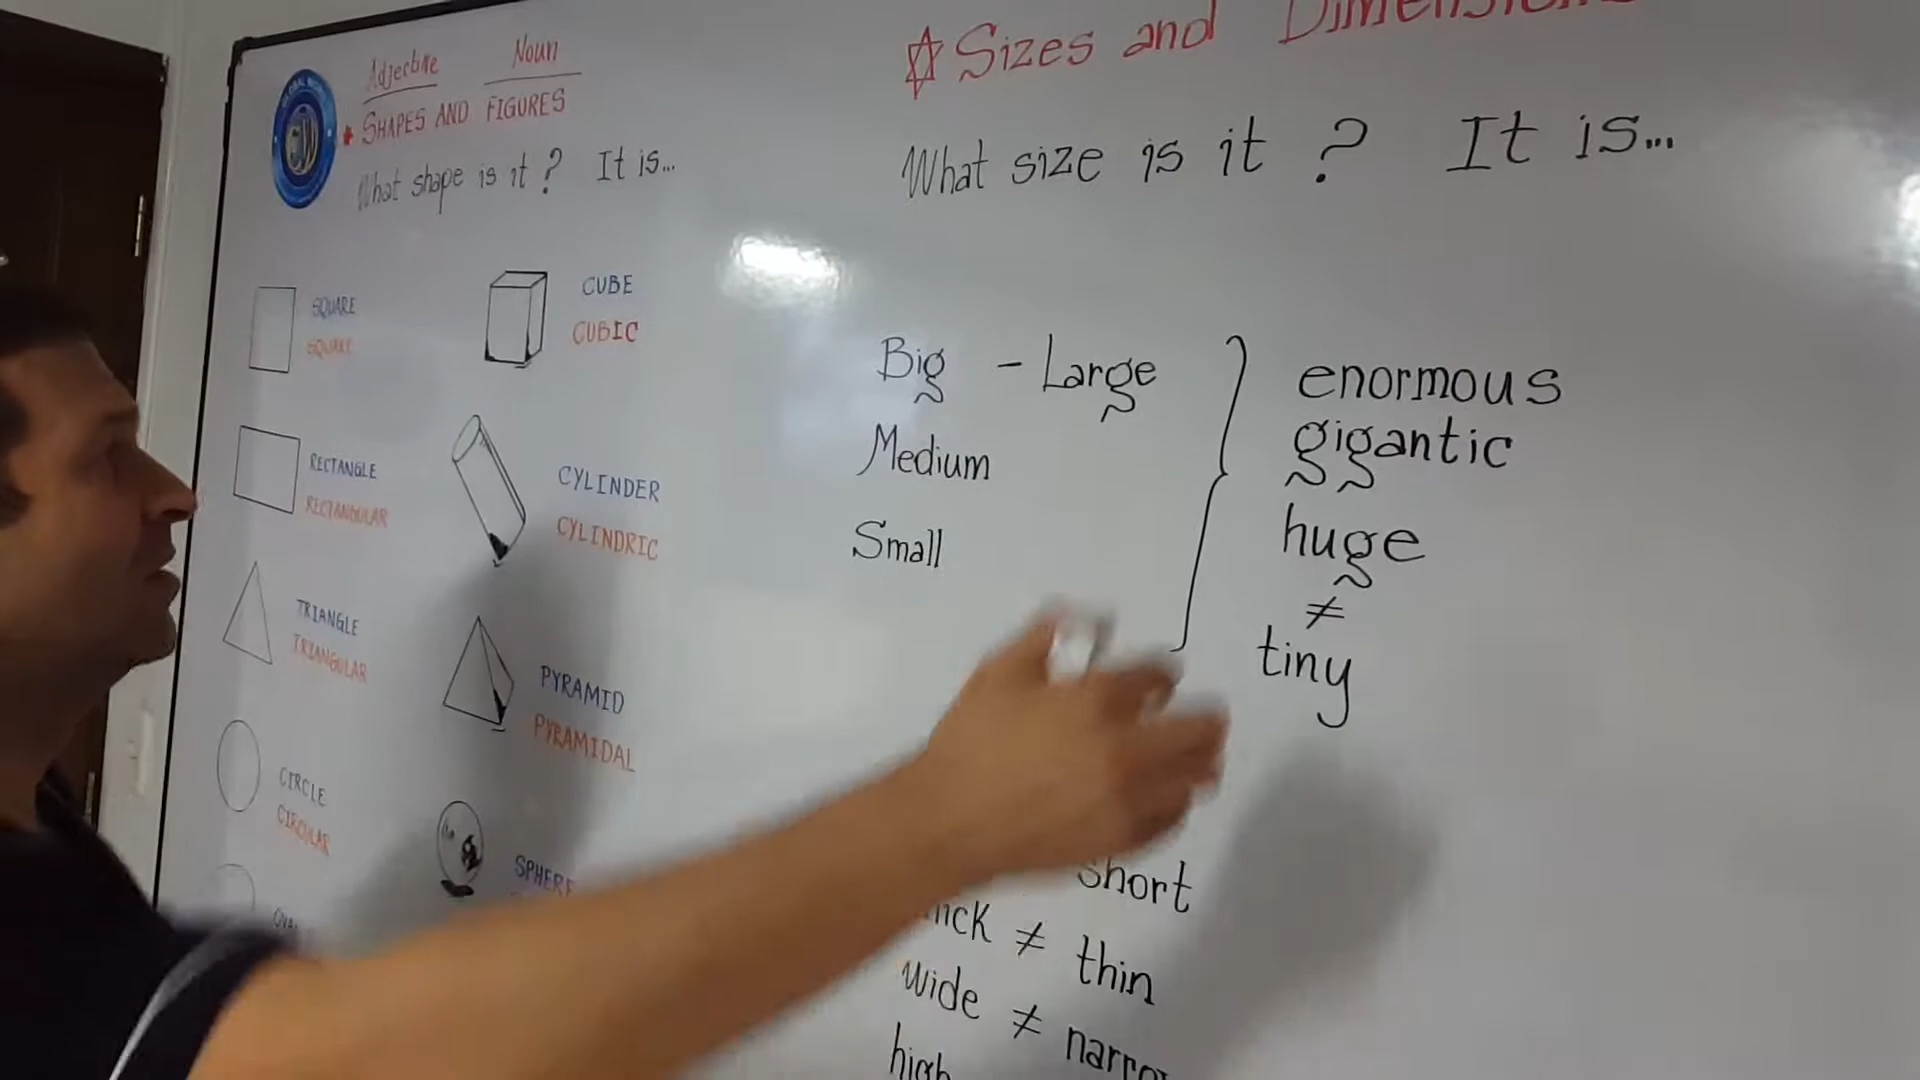 Adjective Noun
* SHAPES AND FIGURES
What shape is it? It is...
SQUARE
SQUARE
RECTANGLE
RECTANGULAR
TRIANGLE
TRIANGULAR
CIRCLE
CIRCULAR
CUBE
CUBIC
CYLINDER
CYLINDRIC
PYRAMID
PYRAMIDAL
SPHERE
Sizes and
What size is it? It is...
Big - Large
Medium
Small
enormous
gigantic
huge
≠
tiny
short
≠ thin
wide ≠